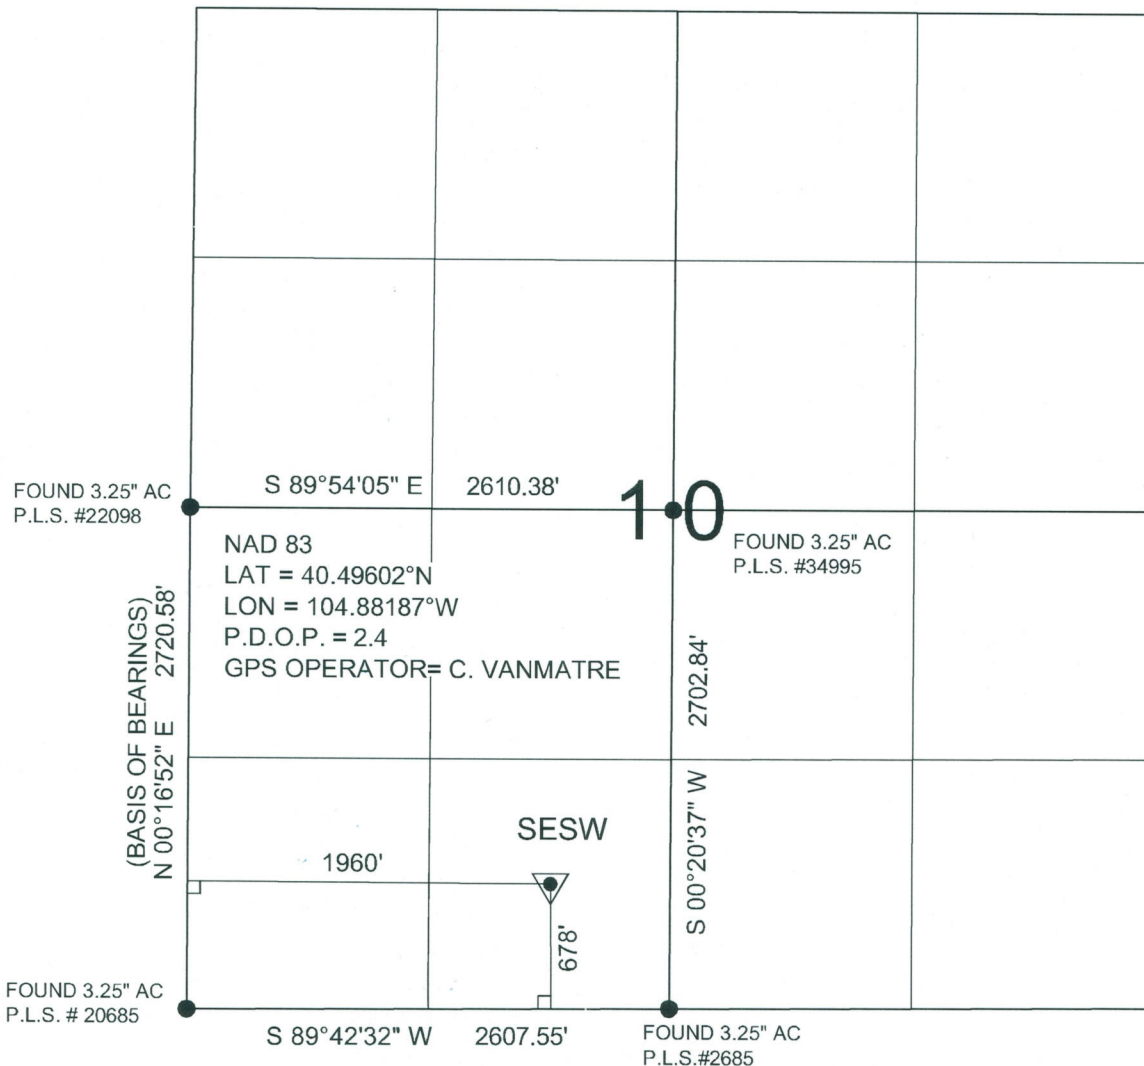 FOUND 3.25" AC
P.L.S. #22098
S 89°54'05" E 2610.38'
10
FOUND 3.25" AC
P.L.S. #34995
NAD 83
LAT = 40.49602°N
LON = 104.88187°W
P.D.O.P. = 2.4
GPS OPERATOR= C. VANMATRE
(BASIS OF BEARINGS)
N 00°16'52" E 2720.58'
S 00°20'37" W 2702.84'
SESW
1960'
678'
FOUND 3.25" AC
P.L.S. # 20685
S 89°42'32" W 2607.55'
FOUND 3.25" AC
P.L.S.#2685